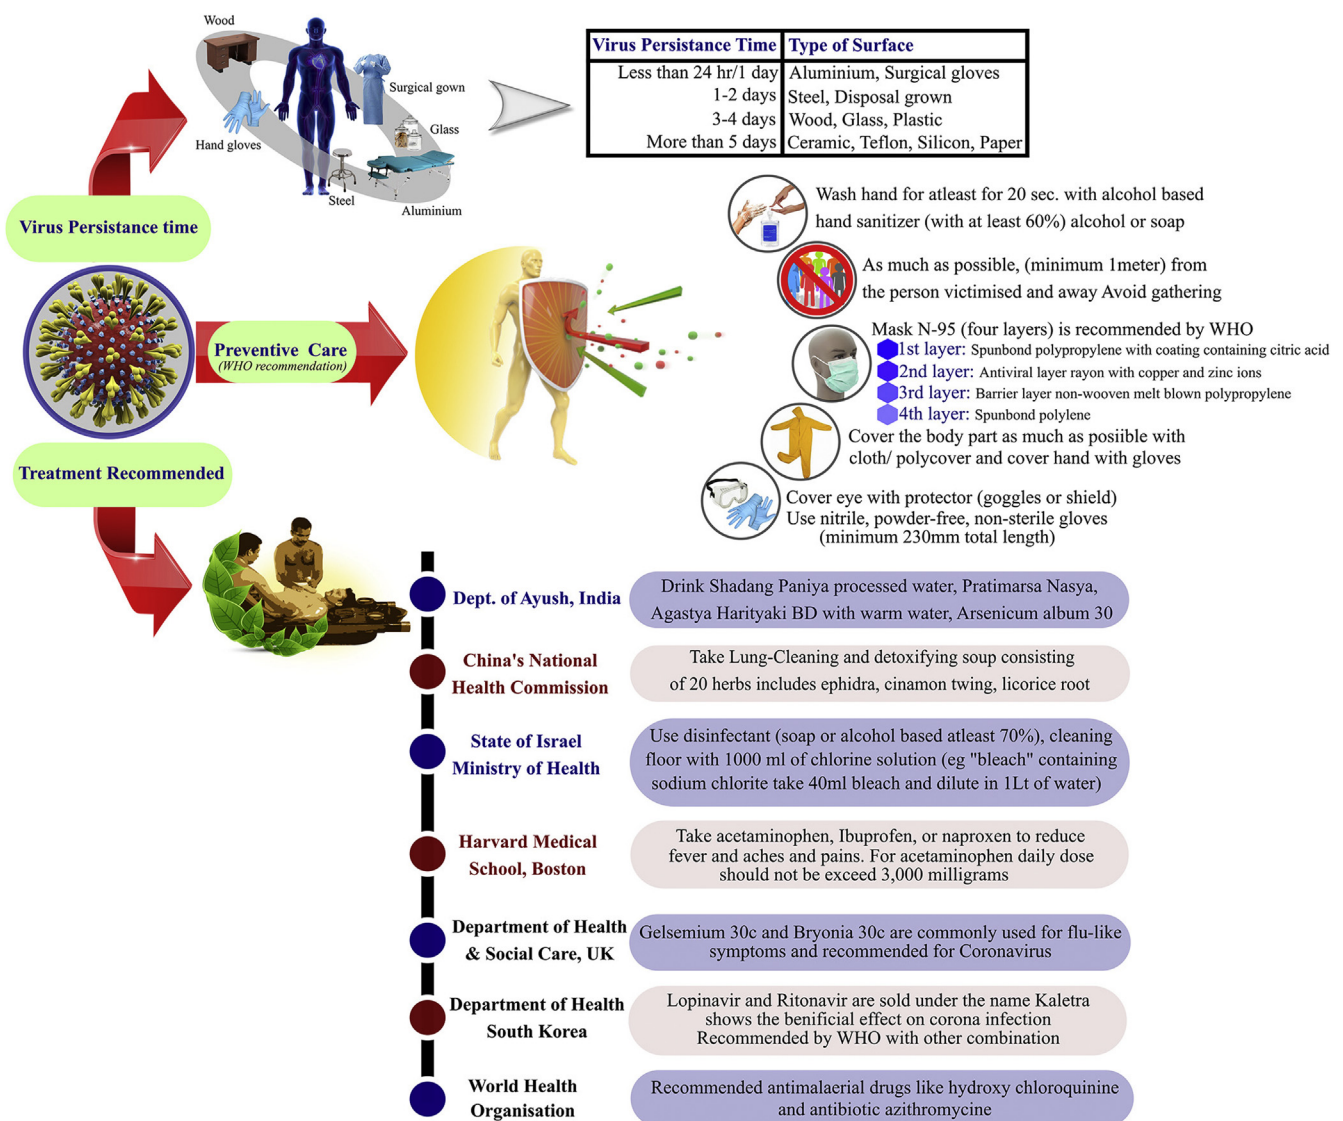 Wood
Surgical gown
Hand gloves
Glass
Steel
Aluminium
Virus Persistance Time Type of Surface
Less than 24 hr/1 day Aluminium, Surgical gloves
1-2 days Steel, Disposal grown
3-4 days Wood, Glass, Plastic
More than 5 days Ceramic, Teflon, Silicon, Paper
Virus Persistance time
Wash hand for atleast for 20 sec. with alcohol based
hand sanitizer (with at least 60%) alcohol or soap
As much as possible, (minimum 1meter) from
the person victimised and away Avoid gathering
Preventive Care
(WHO recommendation)
Mask N-95 (four layers) is recommended by WHO
1st layer: Spunbond polypropylene with coating containing citric acid
2nd layer: Antiviral layer rayon with copper and zinc ions
3rd layer: Barrier layer non-wooven melt blown polypropylene
4th layer: Spunbond polylene
Cover the body part as much as posiible with
cloth/ polycover and cover hand with gloves
Cover eye with protector (goggles or shield)
Use nitrile, powder-free, non-sterile gloves
(minimum 230mm total length)
Treatment Recommended
Dept. of Ayush, India
Drink Shadang Paniya processed water, Pratimarsa Nasya,
Agastya Harityaki BD with warm water, Arsenicum album 30
China's National
Health Commission
Take Lung-Cleaning and detoxifying soup consisting
of 20 herbs includes ephidra, cinamon twing, licorice root
State of Israel
Ministry of Health
Use disinfectant (soap or alcohol based atleast 70%), cleaning
floor with 1000 ml of chlorine solution (eg "bleach" containing
sodium chlorite take 40ml bleach and dilute in 1Lt of water)
Harvard Medical
School, Boston
Take acetaminophen, Ibuprofen, or naproxen to reduce
fever and aches and pains. For acetaminophen daily dose
should not be exceed 3,000 milligrams
Department of Health
& Social Care, UK
Gelsemium 30c and Bryonia 30c are commonly used for flu-like
symptoms and recommended for Coronavirus
Department of Health
South Korea
Lopinavir and Ritonavir are sold under the name Kaletra
shows the benificial effect on corona infection
Recommended by WHO with other combination
World Health
Organisation
Recommended antimalaerial drugs like hydroxy chloroquinine
and antibiotic azithromycine